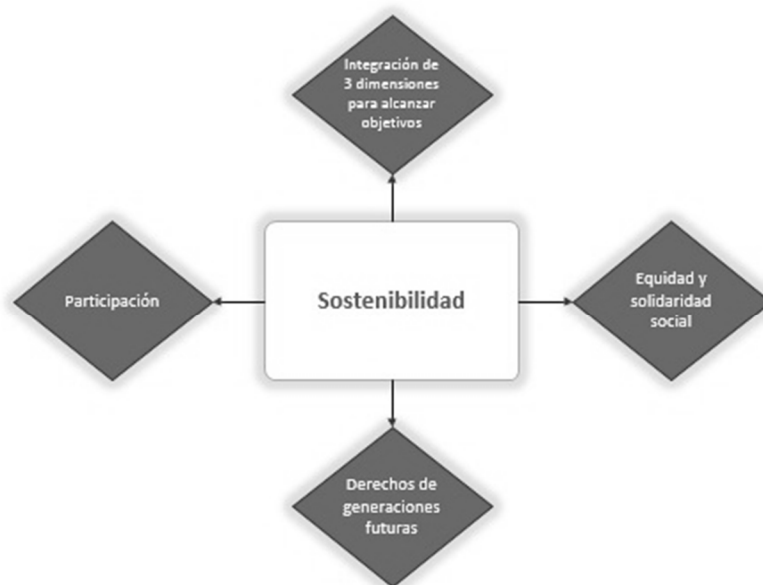 Integración de
3 dimensiones
para alcanzar
objetivos
Participación
Sostenibilidad
Equidad y
solidaridad
social
Derechos de
generaciones
futuras